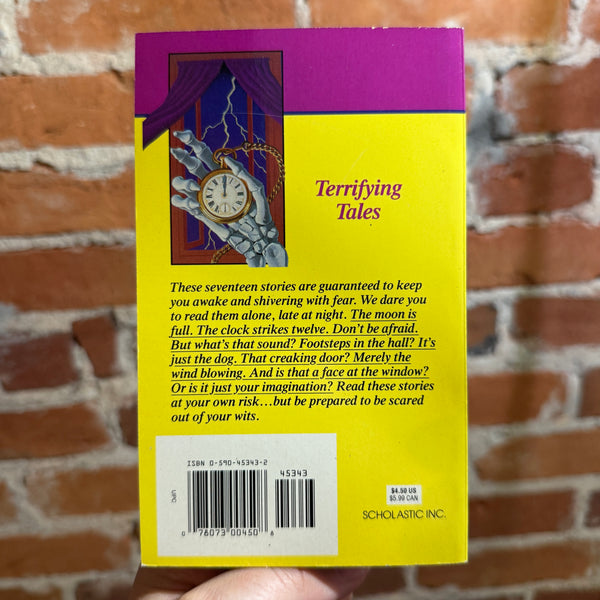 Terrifying
Tales
These seventeen stories are guaranteed to keep
you awake and shivering with fear. We dare you
to read them alone, late at night. The moon is
full. The clock strikes twelve. Don't be afraid.
But what's that sound? Footsteps in the hall? It's
just the dog. That creaking door? Merely the
wind blowing. And is that a face at the window?
Or is it just your imagination? Read these stories
at your own risk...but be prepared to be scared
out of your wits.
ISBN 0-590-45343-2
45343
UPC
0 76073 00450 6
$4.50 US
$5.99 CAN
SCHOLASTIC INC.